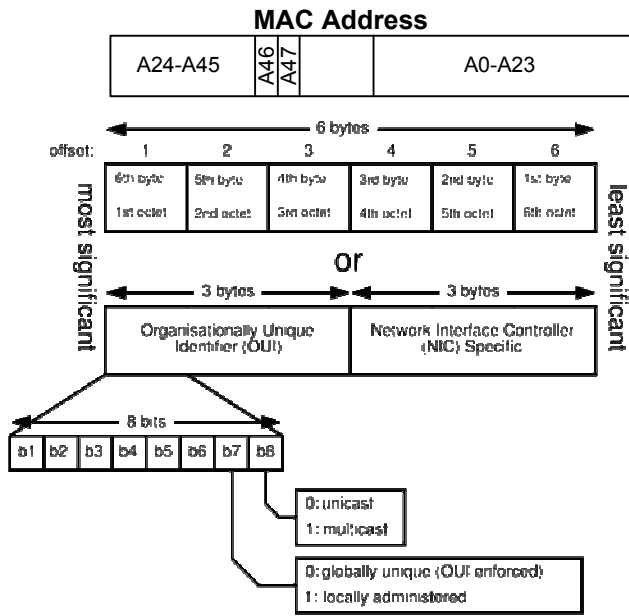 MAC Address
A24-A45 A46 A47 A0-A23
6 bytes
offset: 1 2 3 4 5 6
6th byte 5th byte 4th byte 3rd byte 2nd byte 1st byte
1st octet 2nd octet 3rd octet 4th octet 5th octet 6th octet
most significant
least significant
or
3 bytes 3 bytes
Organisationally Unique Network Interface Controller
Identifier (OUI) (NIC) Specific
8 bits
b1 b2 b3 b4 b5 b6 b7 b8
0: unicast
1: multicast
0: globally unique (OUI enforced)
1: locally administered